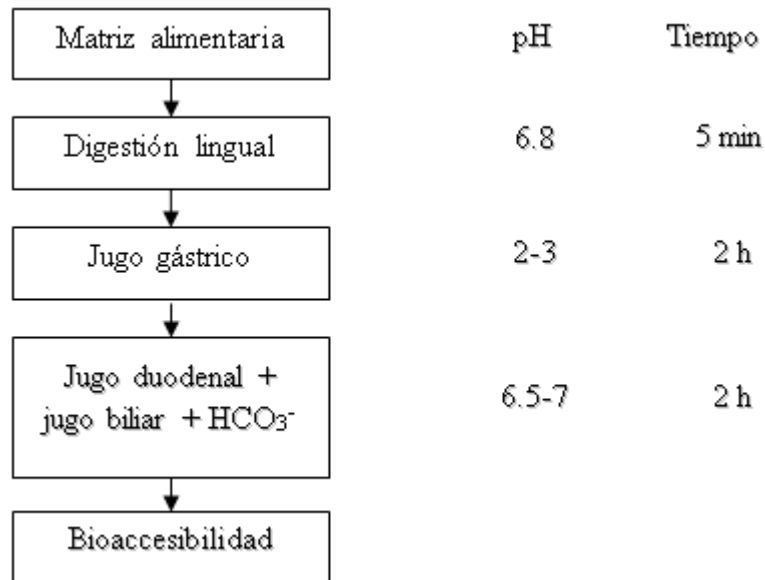 Matriz alimentaria pH Tiempo
Digestión lingual 6.8 5 min
Jugo gástrico 2-3 2 h
Jugo duodenal +
jugo biliar + HCO₃⁻ 6.5-7 2 h
Bioaccesibilidad